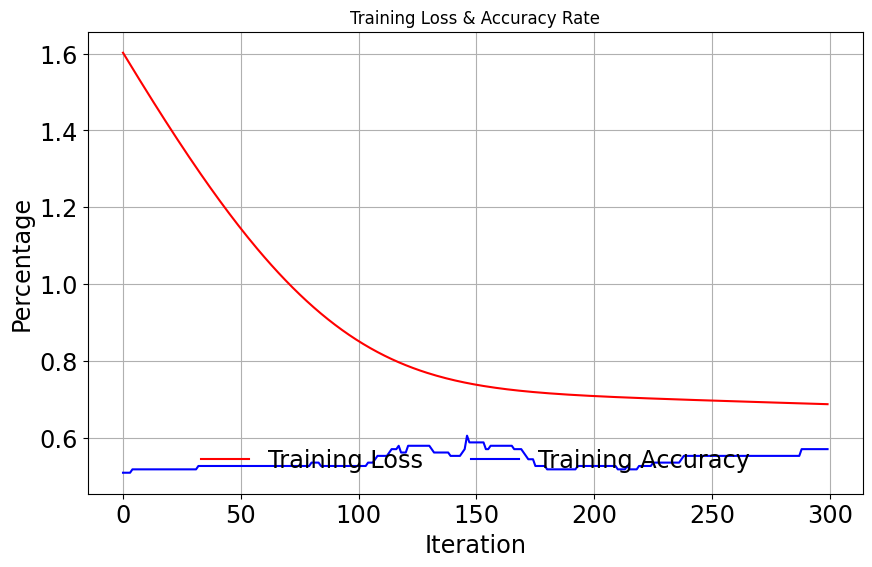 Training Loss & Accuracy Rate
1.6
1.4
1.2
1.0
0.8
0.6
Percentage
Training Loss
Training Accuracy
0 50 100 150 200 250 300
Iteration